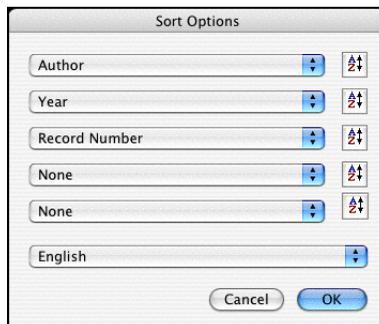 Sort Options
Author
Year
Record Number
None
None
English
Cancel OK